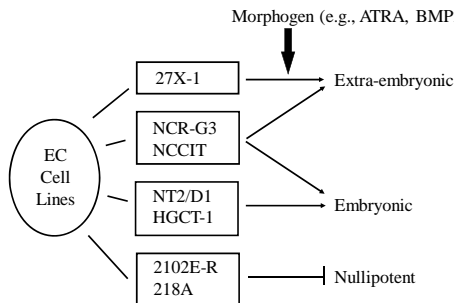 Morphogen (e.g., ATRA, BMP
27X-1
Extra-embryonic
NCR-G3
NCCIT
EC
Cell
Lines
NT2/D1
HGCT-1
Embryonic
2102E-R
218A
Nullipotent